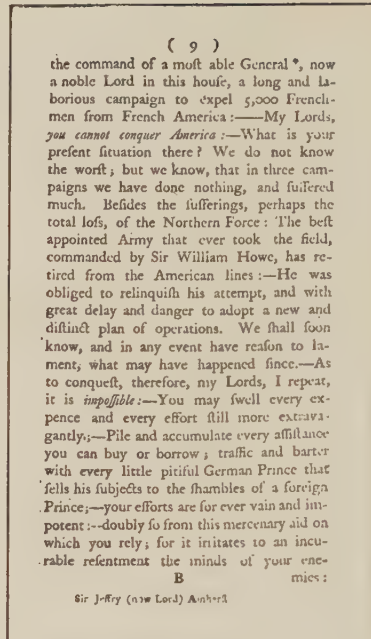 ( 9 )
the command of a moſt able General *, now
a noble Lord in this houſe, a long and la-
borious campaign to expel 5,000 French-
men from French America :——My Lords,
you cannot conquer America :—What is your
preſent ſituation there? We do not know
the worſt; but we know, that in three cam-
paigns we have done nothing, and ſuffered
much. Beſides the ſufferings, perhaps the
total loſs, of the Northern Force: The beſt
appointed Army that ever took the field,
commanded by Sir William Howe, has re-
tired from the American lines :—He was
obliged to relinquiſh his attempt, and with
great delay and danger to adopt a new and
diſtinct plan of operations. We ſhall ſoon
know, and in any event have reaſon to la-
ment, what may have happened ſince.—As
to conqueſt, therefore, my Lords, I repeat,
it is impoſſible :—You may ſwell every ex-
pence and every effort ſtill more extrava-
gantly;—Pile and accumulate every aſſiſtance
you can buy or borrow; traffic and barter
with every little pitiful German Prince that
ſells his ſubjects to the ſhambles of a foreign
Prince;—your efforts are for ever vain and im-
potent :--doubly ſo from this mercenary aid on
which you rely; for it irritates to an incu-
rable reſentment the minds of your ene-
B mies:
Sir Jeffry (now Lord) Amherſt